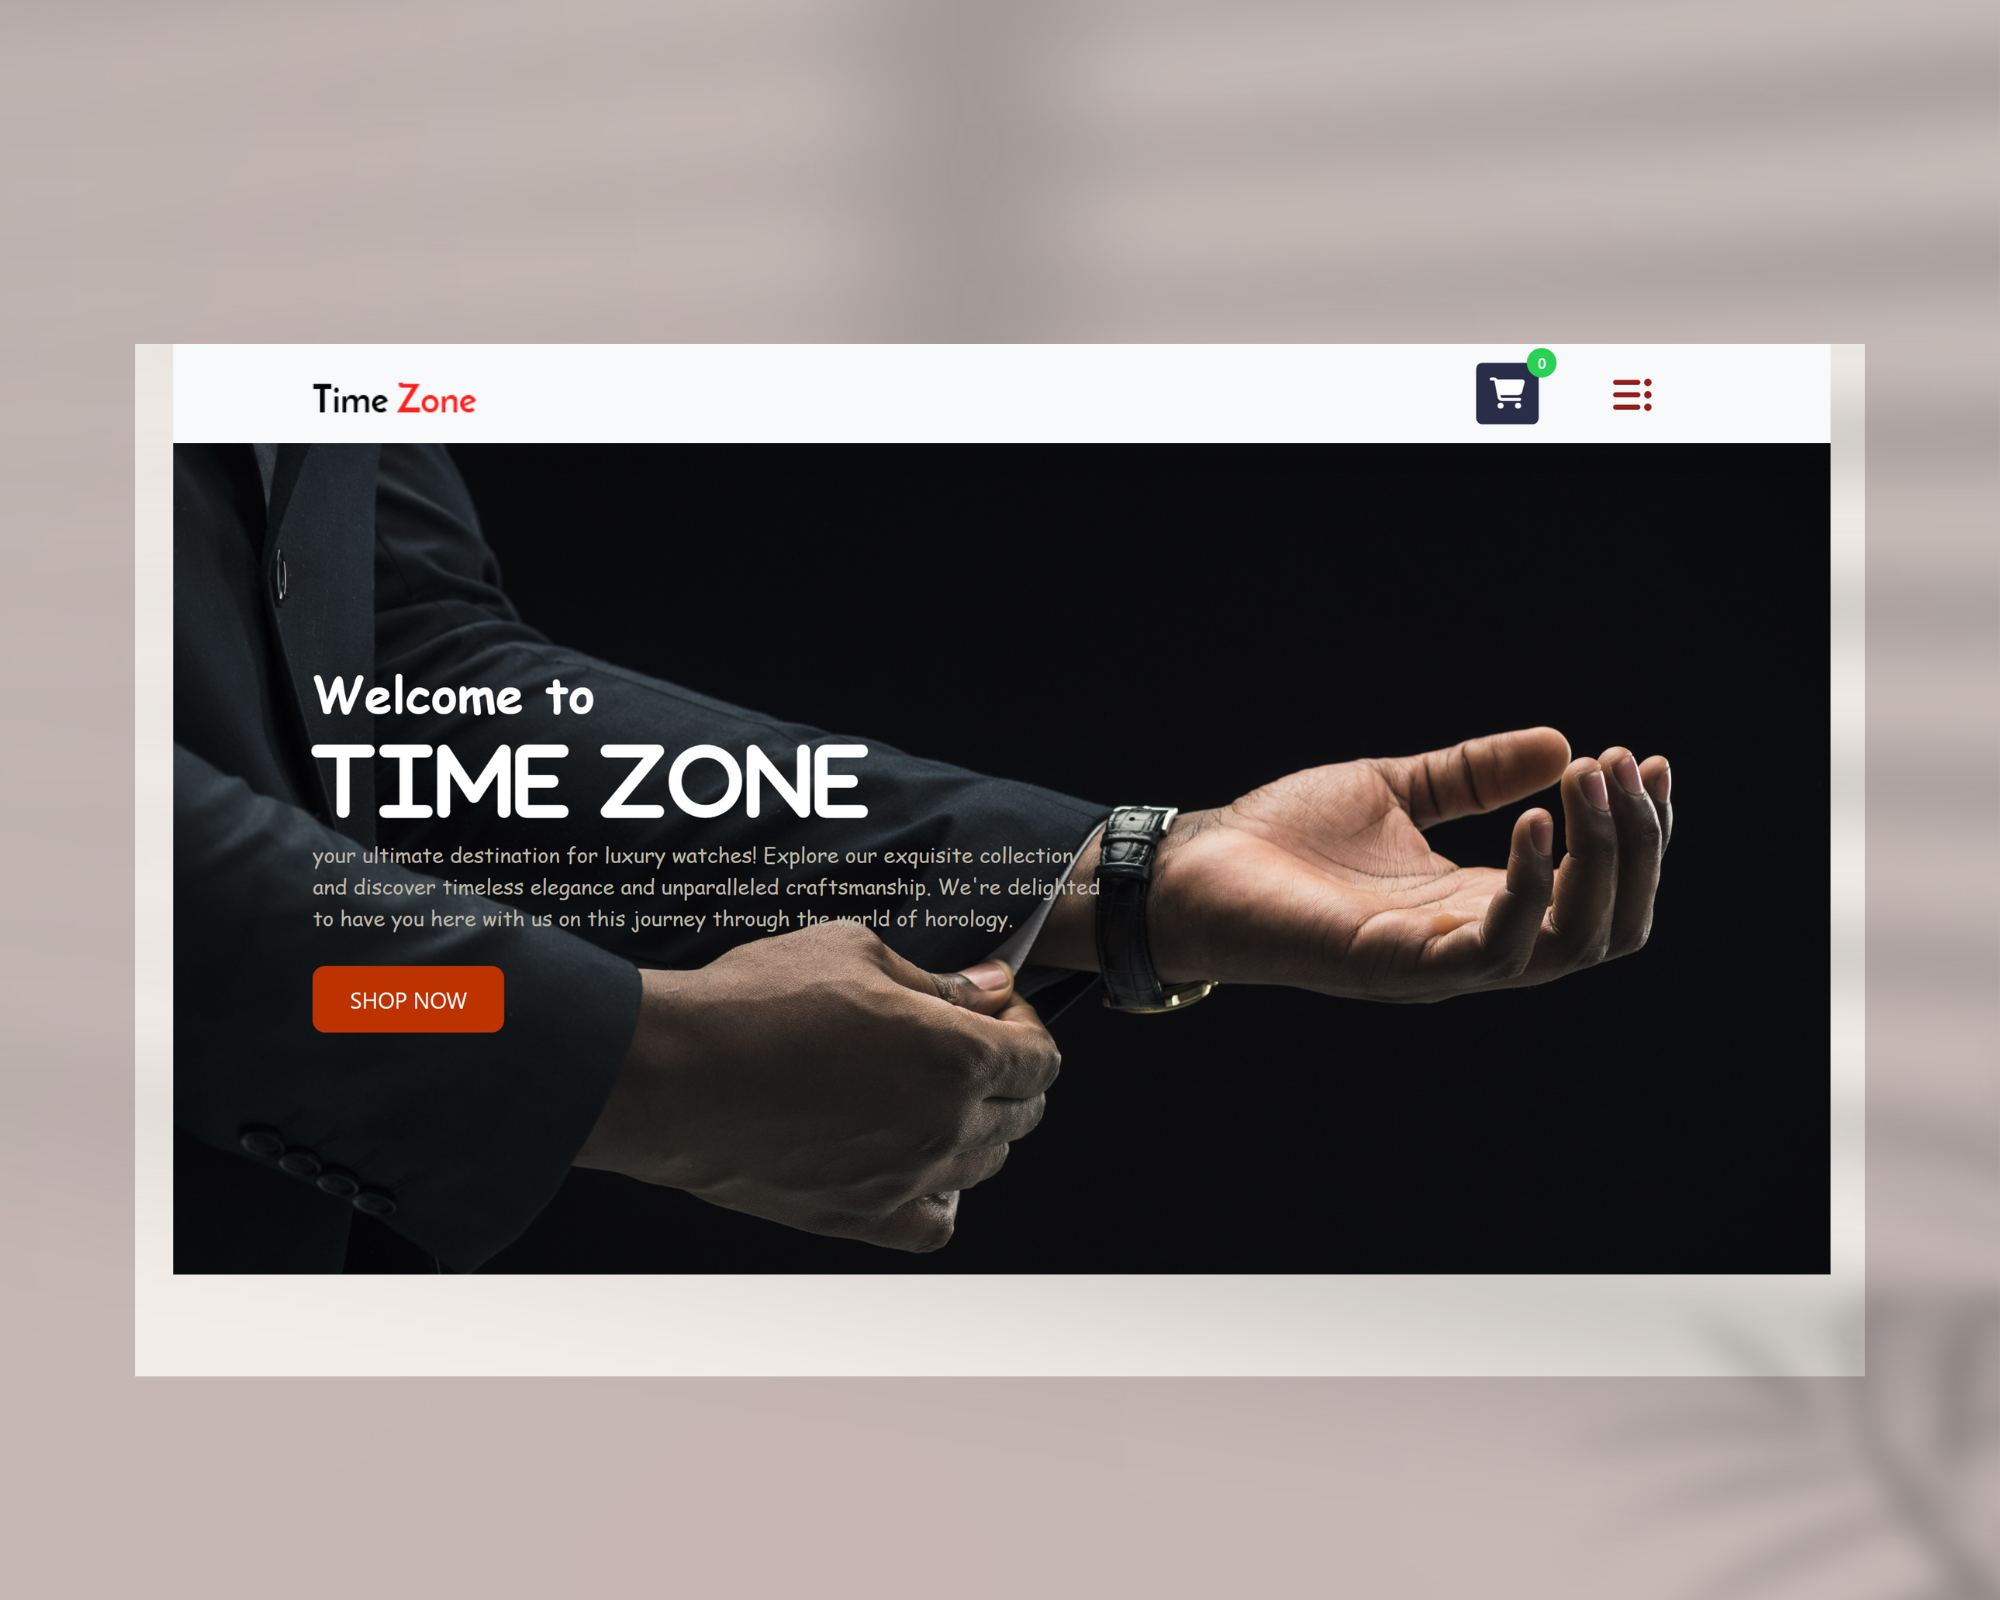 Time Zone
0
Welcome to
TIME ZONE
your ultimate destination for luxury watches! Explore our exquisite collection
and discover timeless elegance and unparalleled craftsmanship. We're delighted
to have you here with us on this journey through the world of horology.
SHOP NOW